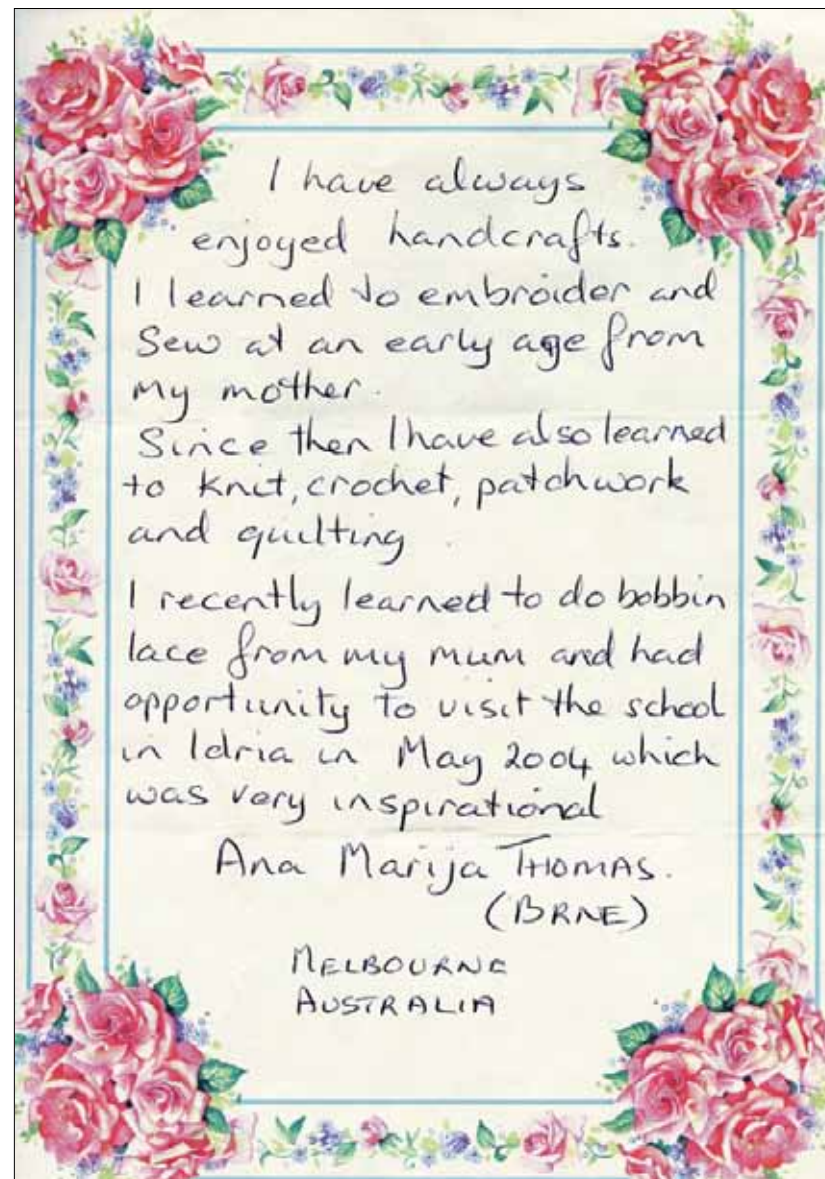 I have always
enjoyed handcrafts.
I learned to embroider and
Sew at an early age from
my mother.
Since then I have also learned
to knit, crochet, patchwork
and quilting.
I recently learned to do bobbin
lace from my mum and had
opportunity to visit the school
in Idria in May 2004 which
was very inspirational
Ana Marija THOMAS.
(BRNE)
MELBOURNE
AUSTRALIA